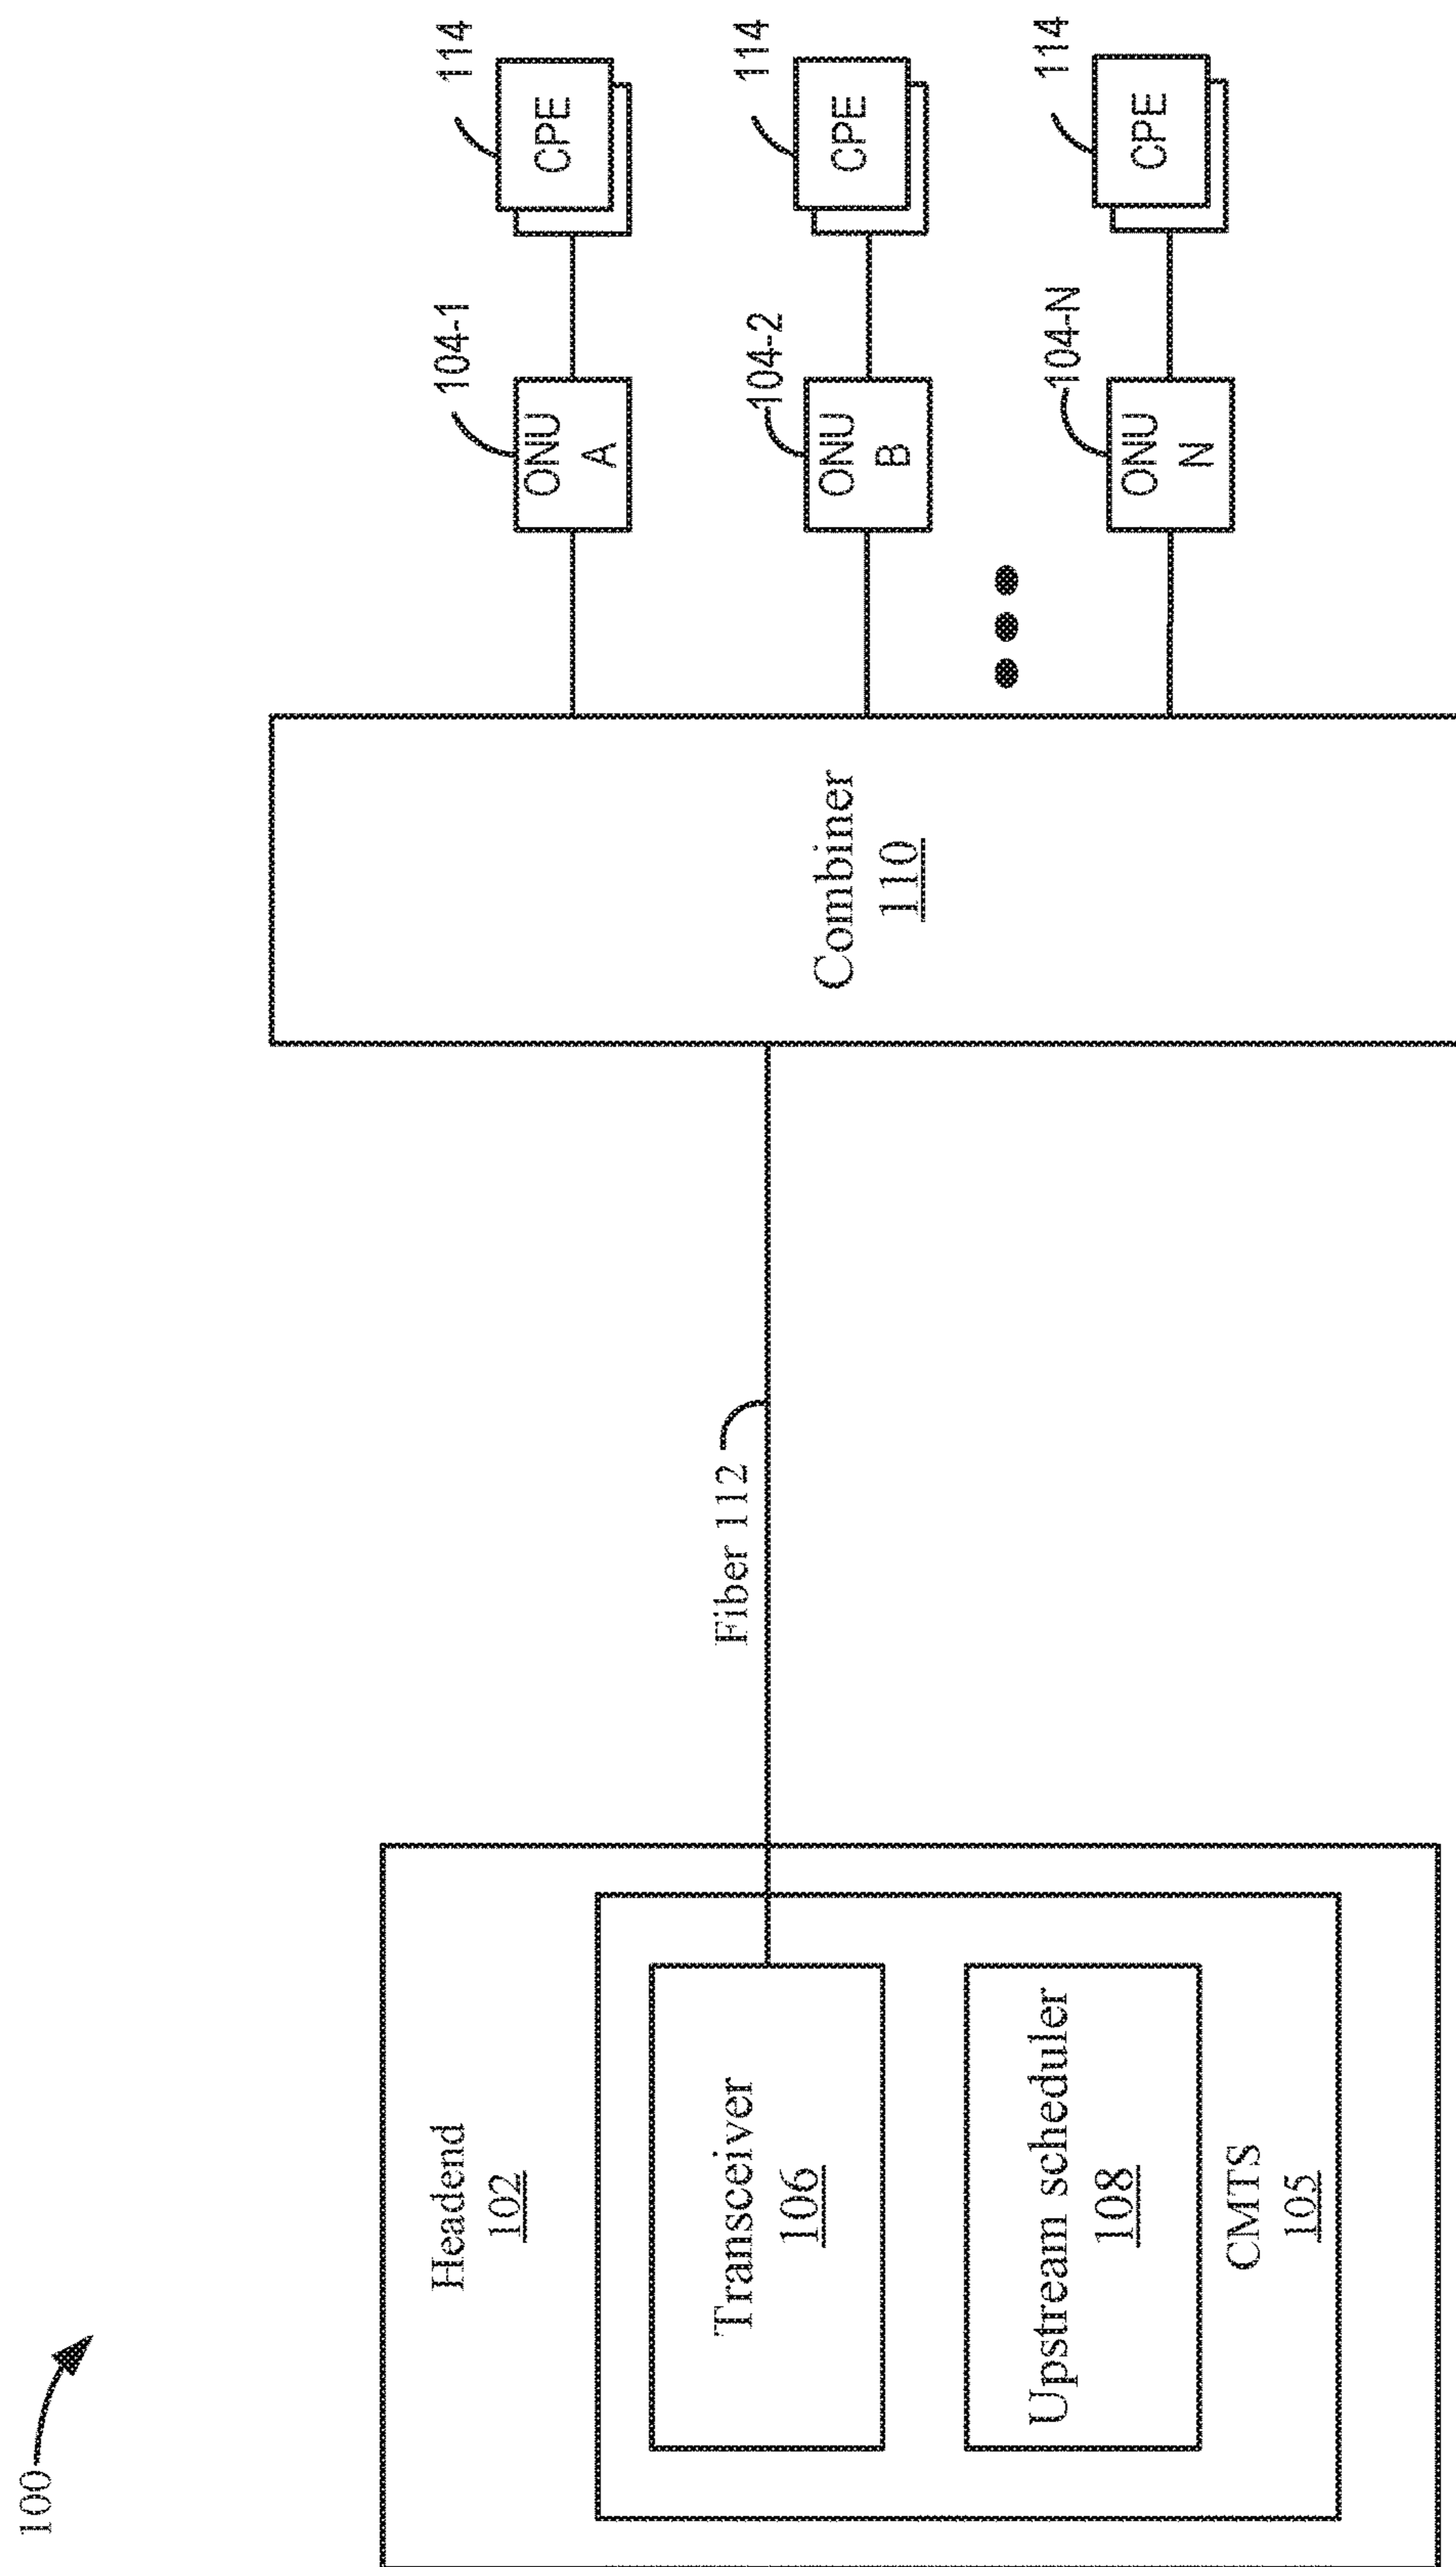 100
Headend
102
Transceiver
106
Upstream scheduler
108
CMTS
105
Fiber 112
Combiner
110
104-1
ONU
A
114
CPE
104-2
ONU
B
114
CPE
104-N
ONU
N
114
CPE